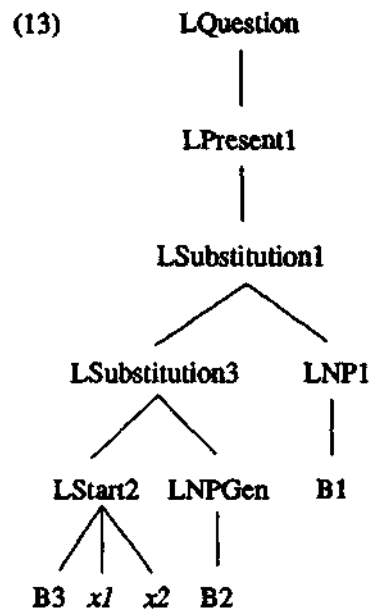 (13) LQuestion
LPresent1
LSubstitution1
LSubstitution3 LNP1
LStart2 LNPGen B1
B3 x1 x2 B2